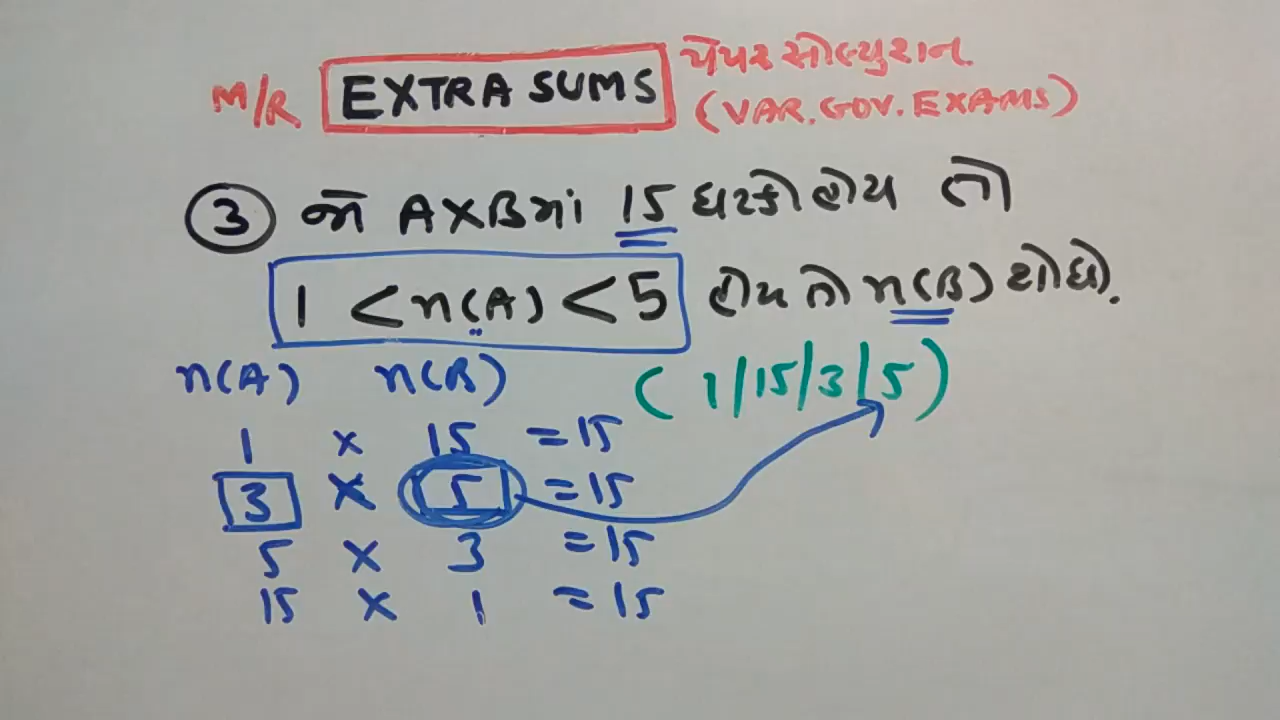 M/R EXTRA SUMS પેપર સોલ્યુશન
(VAR.GOV.EXAMS)
3 જો AXBમાં 15 ઘટકો હોય તો
1 < n(A) < 5 હોય તો n(B) શોધો.
n(A) n(B) (1/15/3/5)
1 × 15 = 15
3 × 5 = 15
5 × 3 = 15
15 × 1 = 15